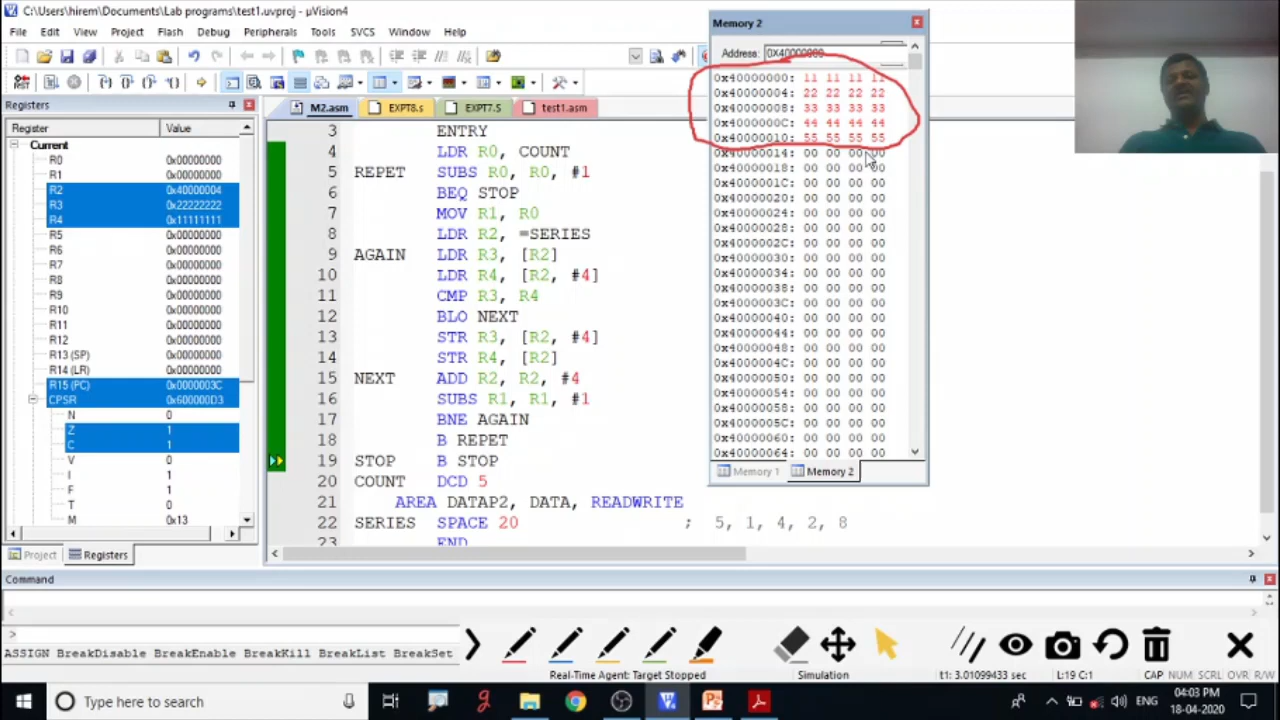 C:\Users\hirem\Documents\Lab programs\test1.uvproj - µVision4
File Edit View Project Flash Debug Peripherals Tools SVCS Window Help
Registers
Register Value
Current
R0 0x00000000
R1 0x00000000
R2 0x40000004
R3 0x22222222
R4 0x11111111
R5 0x00000000
R6 0x00000000
R7 0x00000000
R8 0x00000000
R9 0x00000000
R10 0x00000000
R11 0x00000000
R12 0x00000000
R13 (SP) 0x00000000
R14 (LR) 0x00000000
R15 (PC) 0x0000003C
CPSR 0x600000D3
N 0
Z 1
C 1
V 0
I 1
F 1
T 0
M 0x13
Project Registers
M2.asm EXPT8.s EXPT7.S test1.asm
3 ENTRY
4 LDR R0, COUNT
5 REPET SUBS R0, R0, #1
6 BEQ STOP
7 MOV R1, R0
8 LDR R2, =SERIES
9 AGAIN LDR R3, [R2]
10 LDR R4, [R2, #4]
11 CMP R3, R4
12 BLO NEXT
13 STR R3, [R2, #4]
14 STR R4, [R2]
15 NEXT ADD R2, R2, #4
16 SUBS R1, R1, #1
17 BNE AGAIN
18 B REPET
19 STOP B STOP
20 COUNT DCD 5
21 AREA DATAP2, DATA, READWRITE
22 SERIES SPACE 20 ; 5, 1, 4, 2, 8
23 END
Memory 2
Address: 0X40000000
0x40000000: 11 11 11 11
0x40000004: 22 22 22 22
0x40000008: 33 33 33 33
0x4000000C: 44 44 44 44
0x40000010: 55 55 55 55
0x40000014: 00 00 00 00
0x40000018: 00 00 00 00
0x4000001C: 00 00 00 00
0x40000020: 00 00 00 00
0x40000024: 00 00 00 00
0x40000028: 00 00 00 00
0x4000002C: 00 00 00 00
0x40000030: 00 00 00 00
0x40000034: 00 00 00 00
0x40000038: 00 00 00 00
0x4000003C: 00 00 00 00
0x40000040: 00 00 00 00
0x40000044: 00 00 00 00
0x40000048: 00 00 00 00
0x4000004C: 00 00 00 00
0x40000050: 00 00 00 00
0x40000054: 00 00 00 00
0x40000058: 00 00 00 00
0x4000005C: 00 00 00 00
0x40000060: 00 00 00 00
0x40000064: 00 00 00 00
Memory 1 Memory 2
Command
>
ASSIGN BreakDisable BreakEnable BreakKill BreakList BreakSet
Real-Time Agent: Target Stopped Simulation t1: 3.01099433 sec L:19 C:1 CAP NUM SCRL OVR R/W
Type here to search
ENG
04:03 PM
18-04-2020